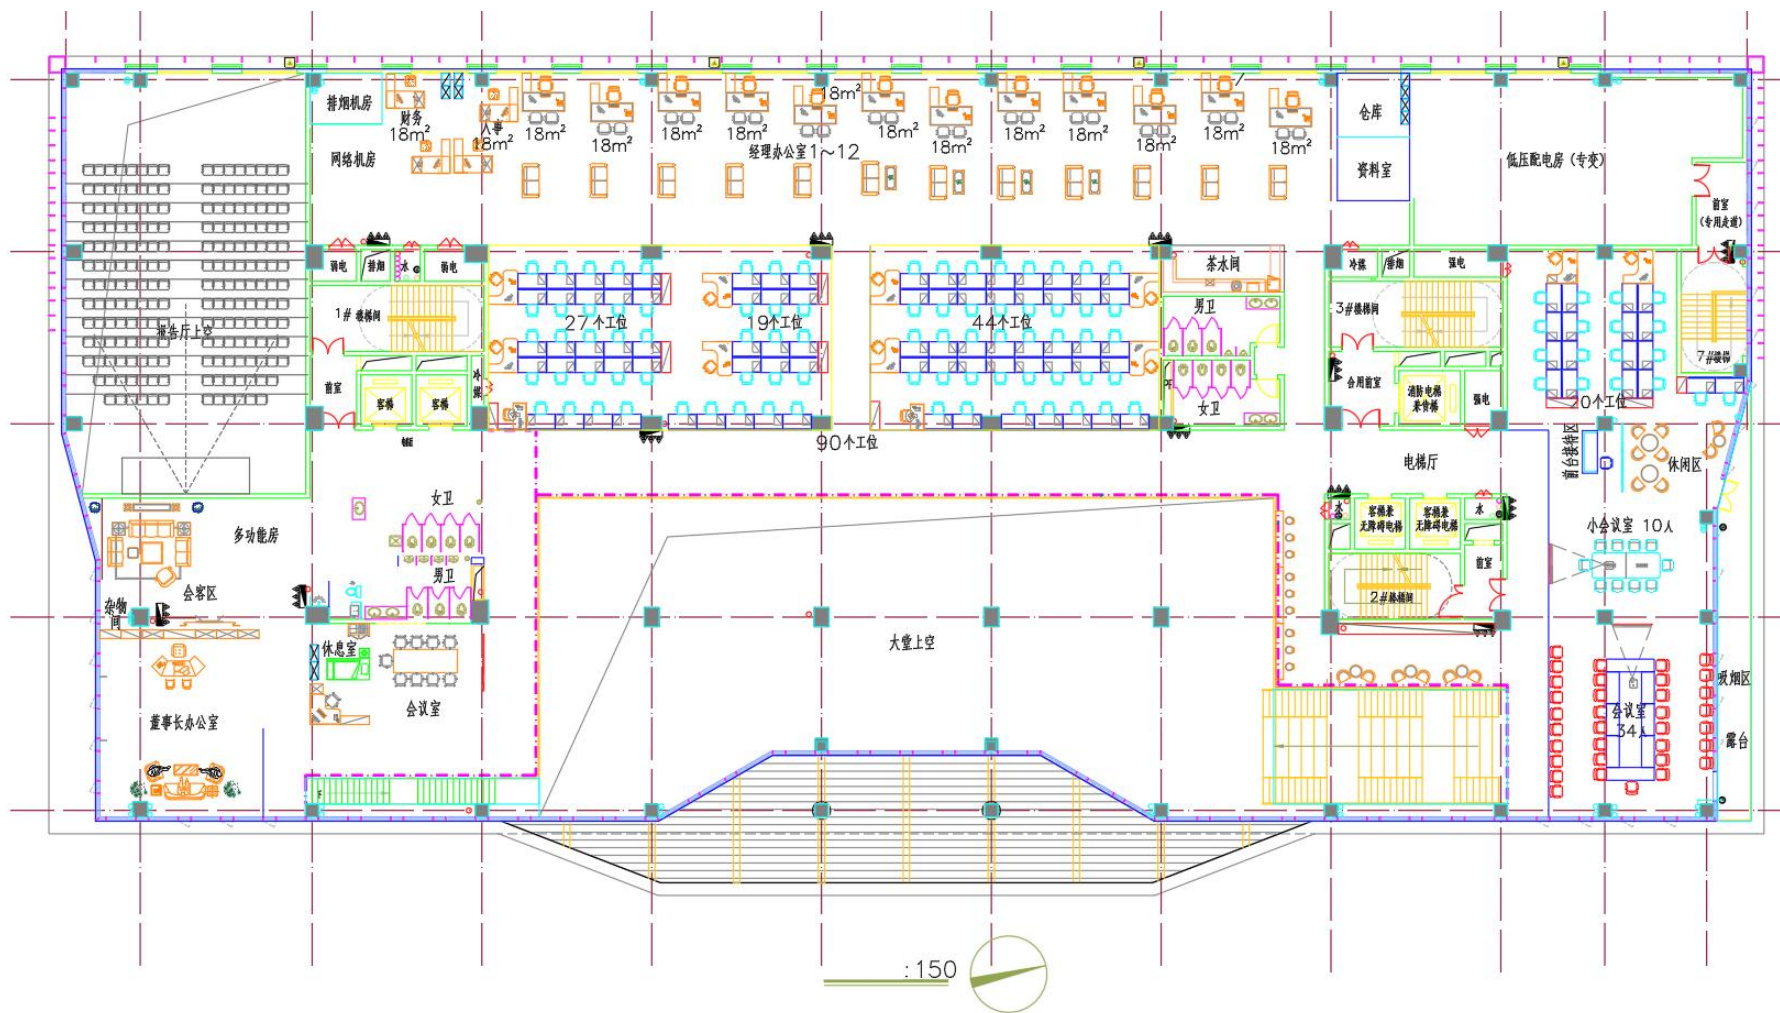 排烟机房
财务
18m²
人事
18m²
18m²
18m²
18m²
18m²
18m²
18m²
18m²
18m²
18m²
18m²
18m²
18m²
18m²
经理办公室1~12
网络机房
仓库
资料室
低压配电房(专变)
前室
(专用走道)
弱电
排烟
水
弱电
1#楼梯间
27个工位
19个工位
44个工位
茶水间
男卫
冷媒
排烟
强电
3#楼梯间
7#楼梯
报告厅上空
前室
客梯
客梯
冷媒
女卫
合用前室
消防电梯
兼货梯
强电
20个工位
90个工位
电梯厅
前台接待区
休闲区
女卫
多功能房
水
客梯兼
无障碍电梯
客梯兼
无障碍电梯
水
小会议室 10人
男卫
前室
会客区
2#楼梯间
杂物间
休息室
大堂上空
会议室
董事长办公室
会议室
34人
吸烟区
露台
:150